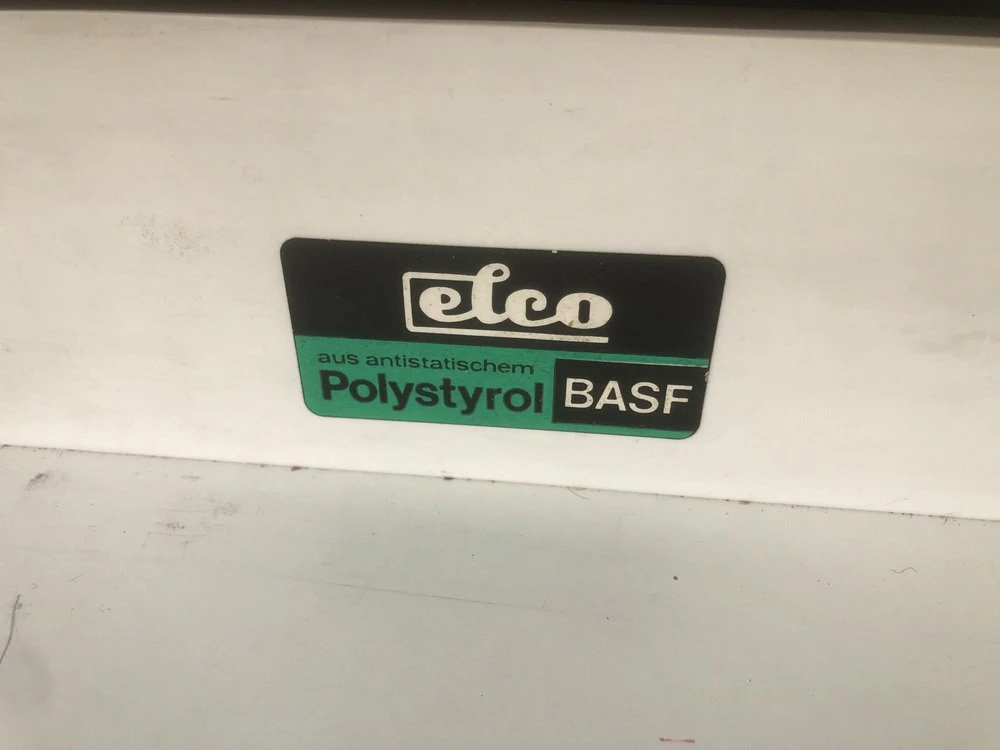 elco
aus antistatischem
Polystyrol BASF